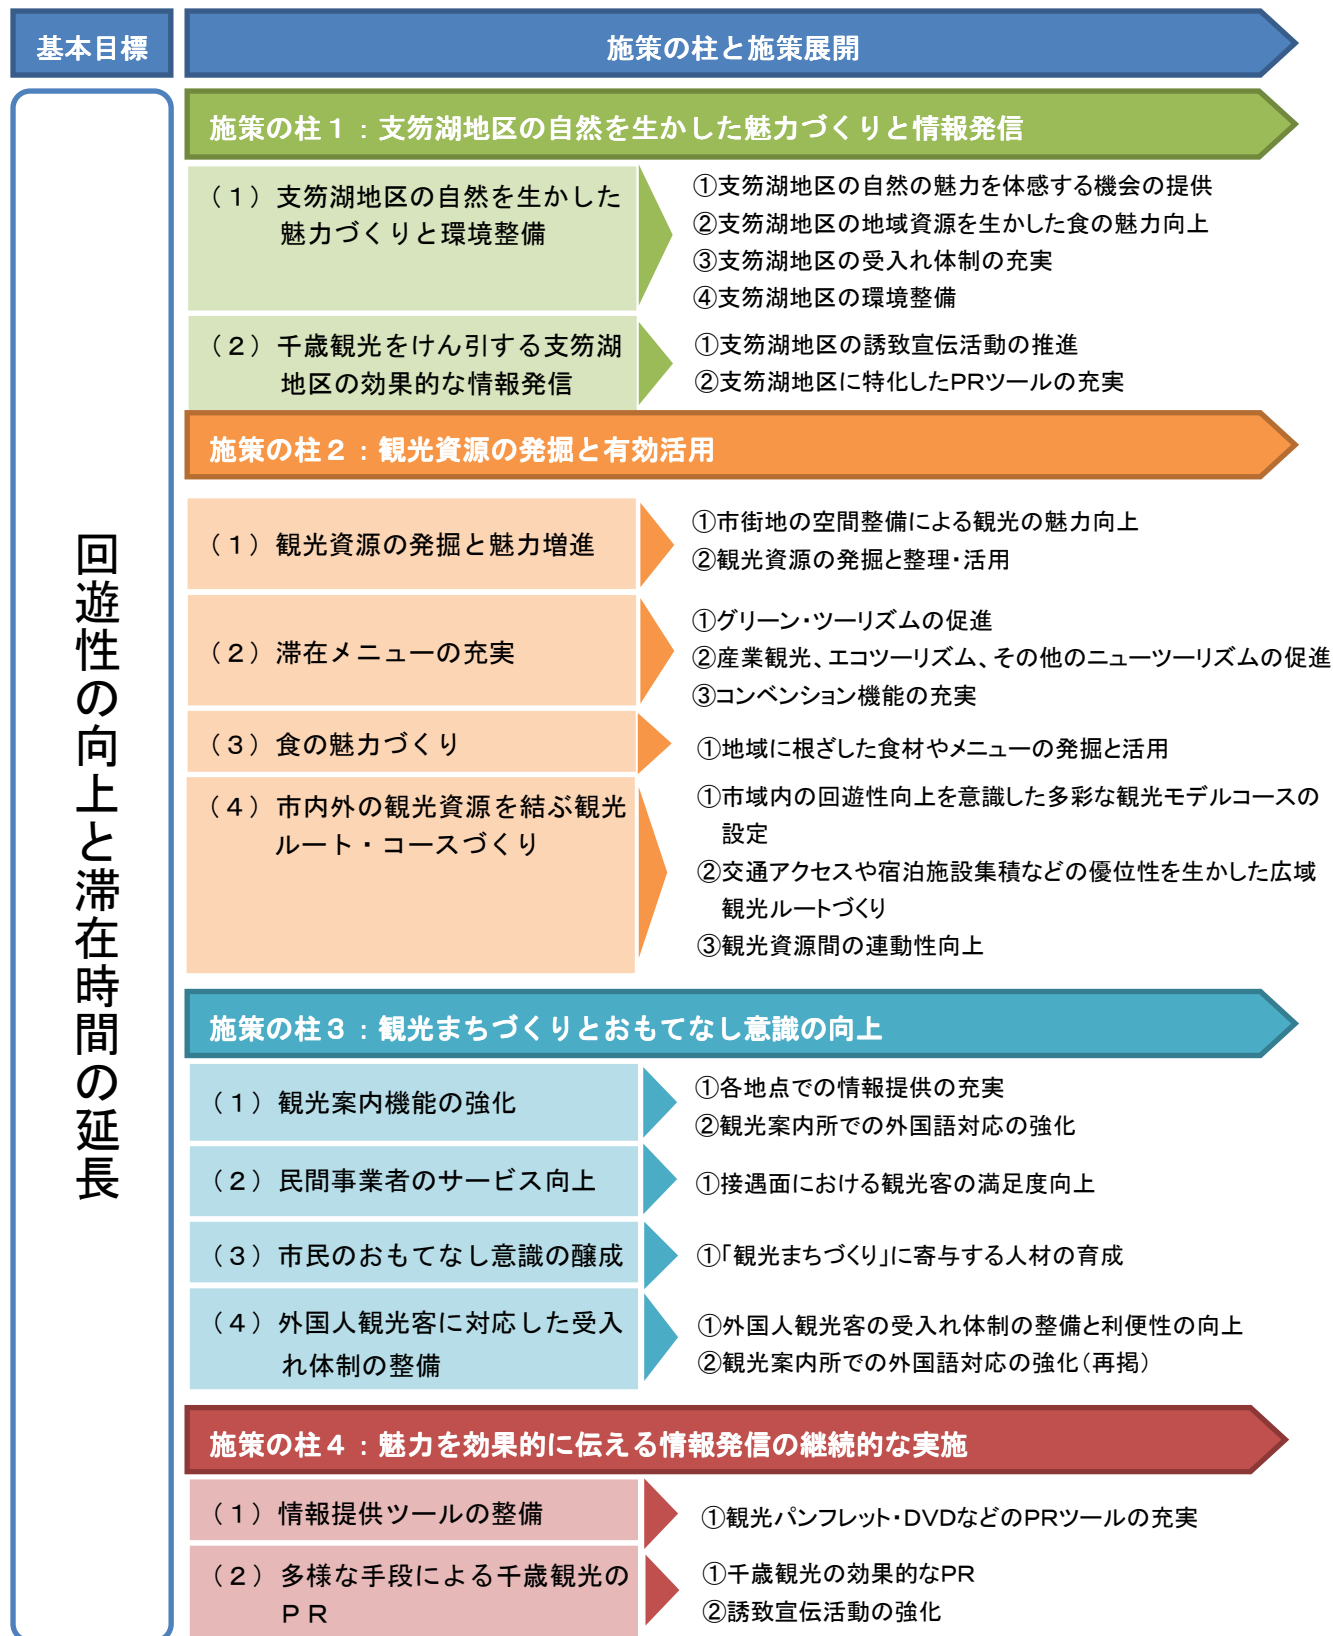 基本目標
施策の柱と施策展開
回遊性の向上と滞在時間の延長
施策の柱１：支笏湖地区の自然を生かした魅力づくりと情報発信
（１）支笏湖地区の自然を生かした
魅力づくりと環境整備
①支笏湖地区の自然の魅力を体感する機会の提供
②支笏湖地区の地域資源を生かした食の魅力向上
③支笏湖地区の受入れ体制の充実
④支笏湖地区の環境整備
（２）千歳観光をけん引する支笏湖
地区の効果的な情報発信
①支笏湖地区の誘致宣伝活動の推進
②支笏湖地区に特化したPRツールの充実
施策の柱２：観光資源の発掘と有効活用
（１）観光資源の発掘と魅力増進
①市街地の空間整備による観光の魅力向上
②観光資源の発掘と整理・活用
（２）滞在メニューの充実
①グリーン・ツーリズムの促進
②産業観光、エコツーリズム、その他のニューツーリズムの促進
③コンベンション機能の充実
（３）食の魅力づくり
①地域に根ざした食材やメニューの発掘と活用
（４）市内外の観光資源を結ぶ観光
ルート・コースづくり
①市域内の回遊性向上を意識した多彩な観光モデルコースの
設定
②交通アクセスや宿泊施設集積などの優位性を生かした広域
観光ルートづくり
③観光資源間の連動性向上
施策の柱３：観光まちづくりとおもてなし意識の向上
（１）観光案内機能の強化
①各地点での情報提供の充実
②観光案内所での外国語対応の強化
（２）民間事業者のサービス向上
①接遇面における観光客の満足度向上
（３）市民のおもてなし意識の醸成
①「観光まちづくり」に寄与する人材の育成
（４）外国人観光客に対応した受入
れ体制の整備
①外国人観光客の受入れ体制の整備と利便性の向上
②観光案内所での外国語対応の強化（再掲）
施策の柱４：魅力を効果的に伝える情報発信の継続的な実施
（１）情報提供ツールの整備
①観光パンフレット・DVDなどのPRツールの充実
（２）多様な手段による千歳観光の
ＰＲ
①千歳観光の効果的なPR
②誘致宣伝活動の強化